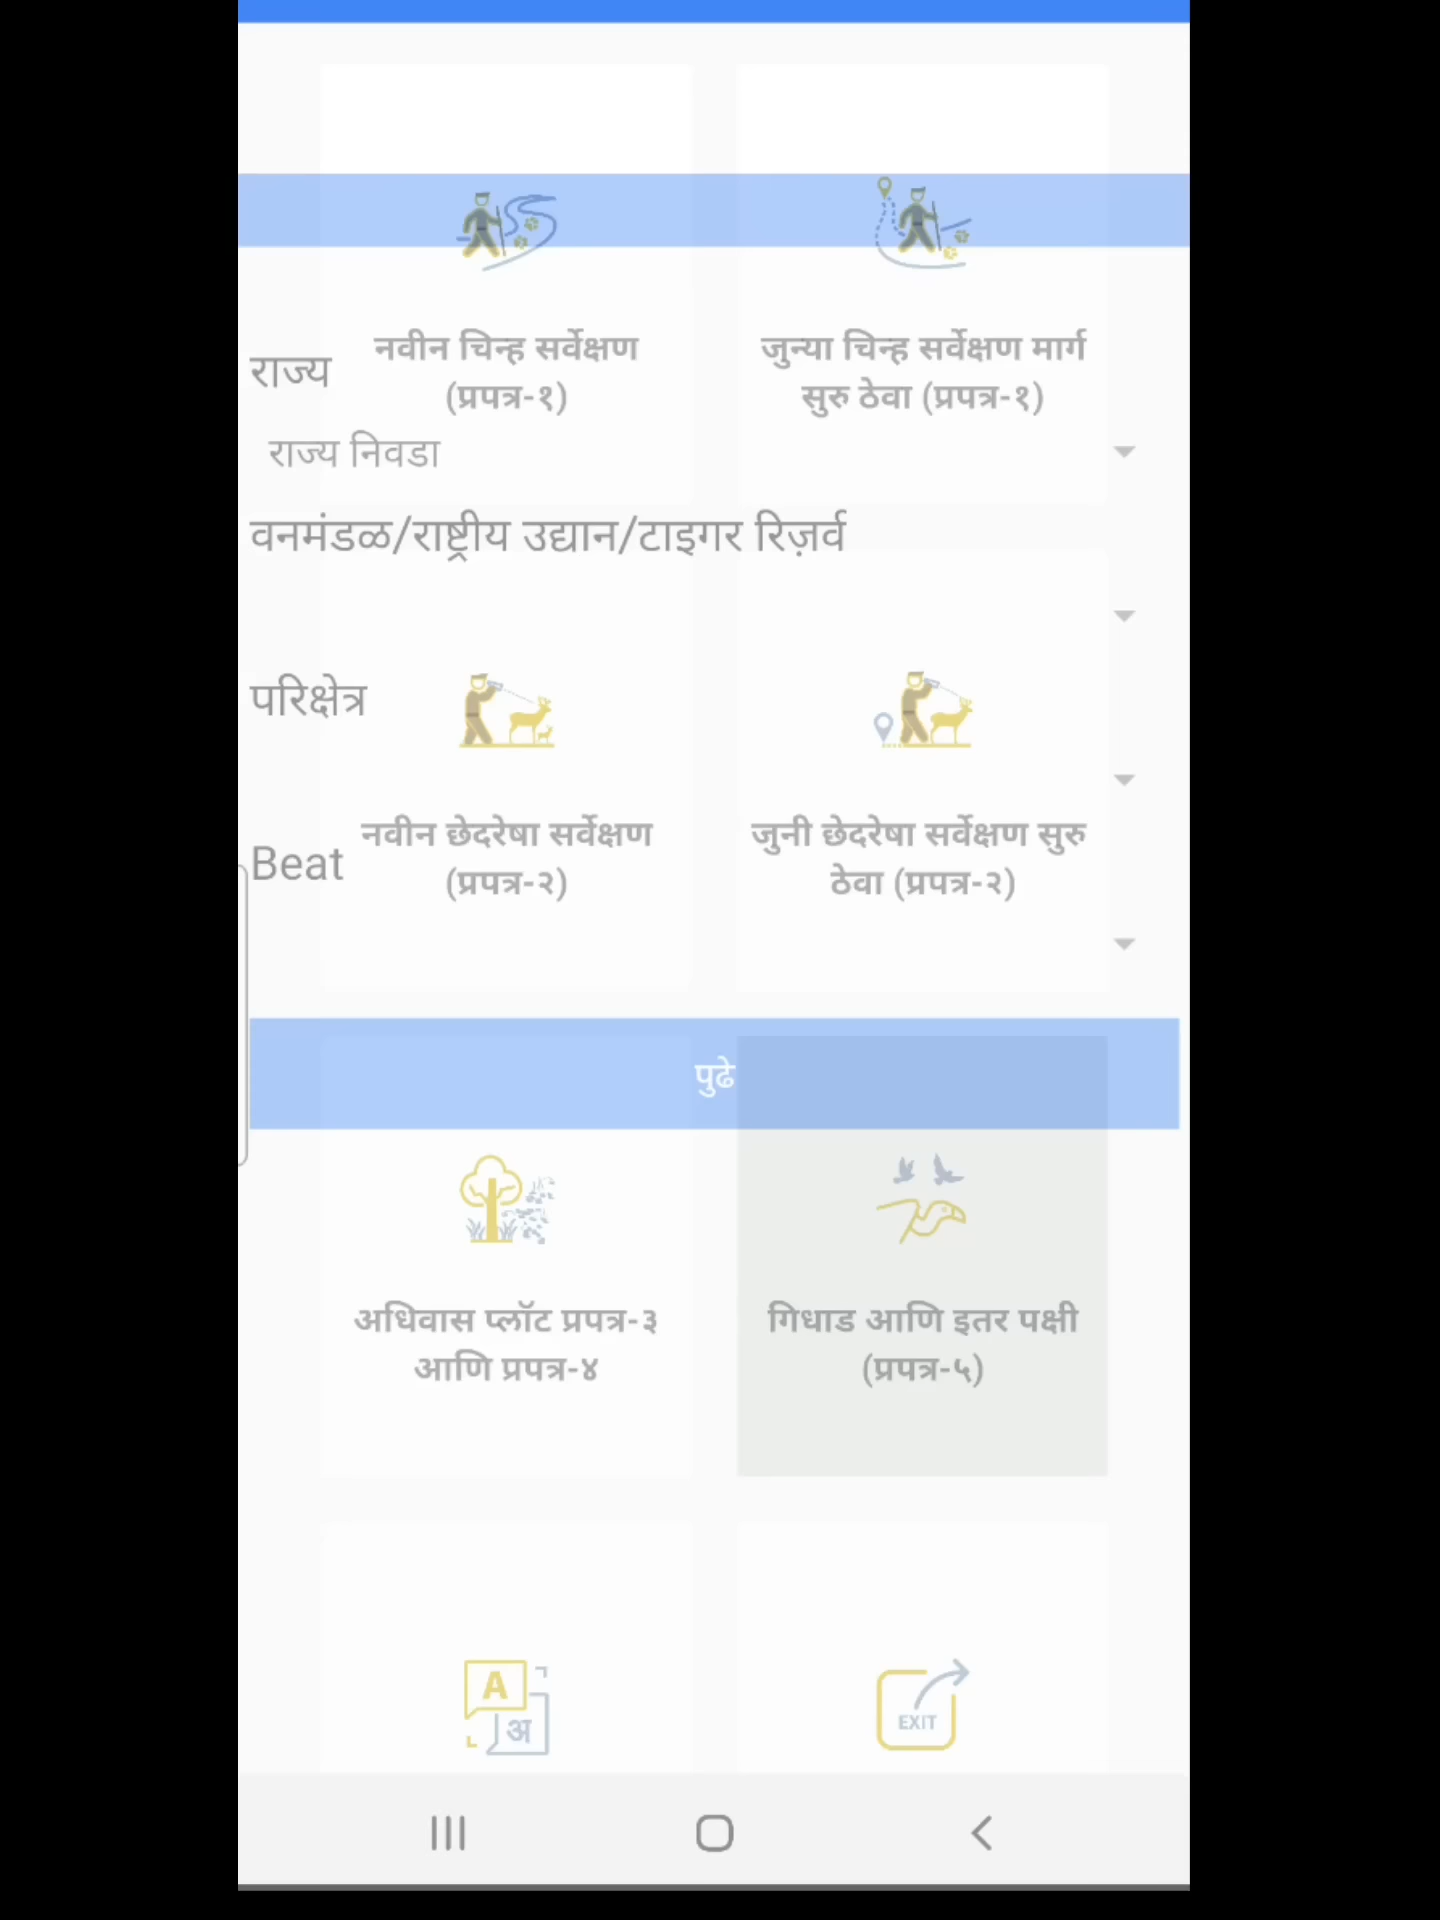 नवीन चिन्ह सर्वेक्षण
(प्रपत्र-१)
जुन्या चिन्ह सर्वेक्षण मार्ग
सुरु ठेवा (प्रपत्र-१)
राज्य
राज्य निवडा
वनमंडळ/राष्ट्रीय उद्यान/टाइगर रिज़र्व
परिक्षेत्र
नवीन छेदरेषा सर्वेक्षण
(प्रपत्र-२)
जुनी छेदरेषा सर्वेक्षण सुरु
ठेवा (प्रपत्र-२)
Beat
पुढे
अधिवास प्लॉट प्रपत्र-३
आणि प्रपत्र-४
गिधाड आणि इतर पक्षी
(प्रपत्र-५)
A
अ
EXIT